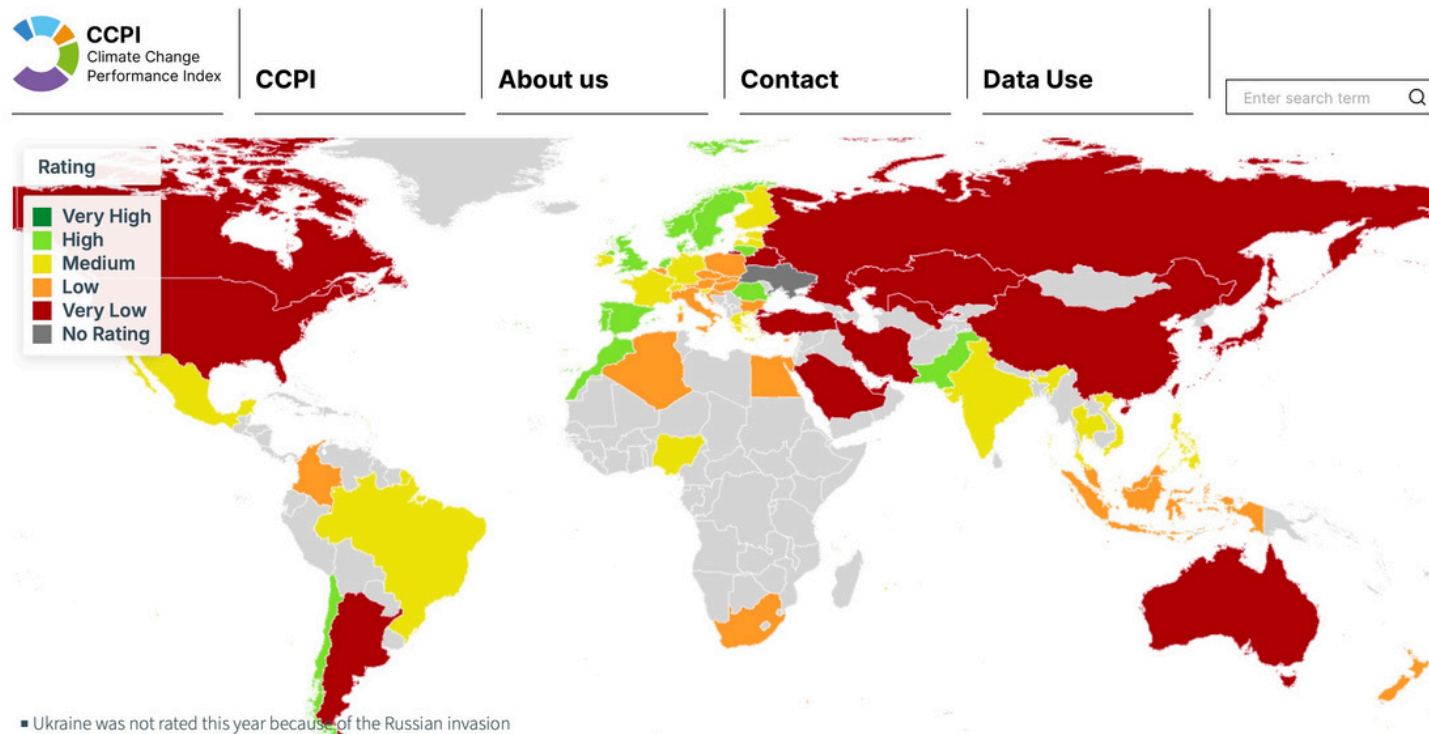 CCPI
Climate Change
Performance Index
CCPI
About us
Contact
Data Use
Enter search term
Rating
Very High
High
Medium
Low
Very Low
No Rating
▪ Ukraine was not rated this year because of the Russian invasion